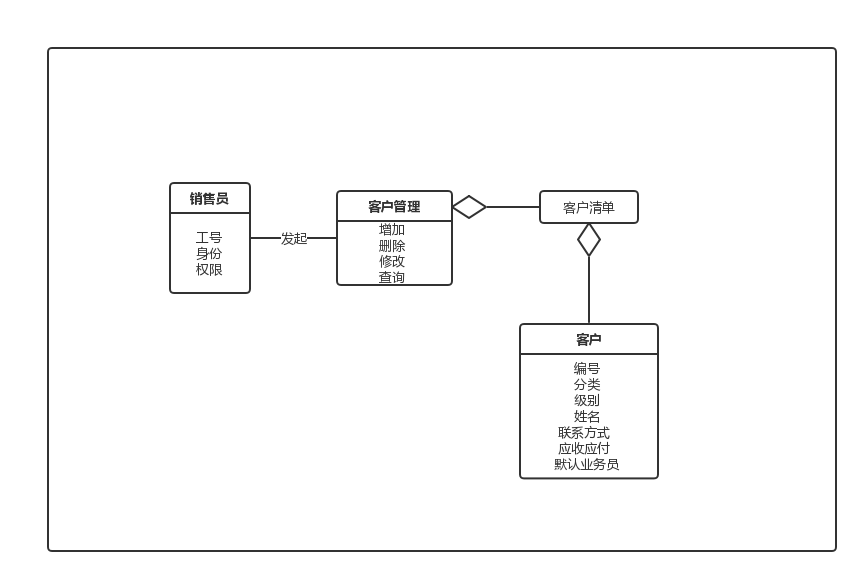 销售员
工号
身份
权限
发起
客户管理
增加
删除
修改
查询
客户清单
客户
编号
分类
级别
姓名
联系方式
应收应付
默认业务员